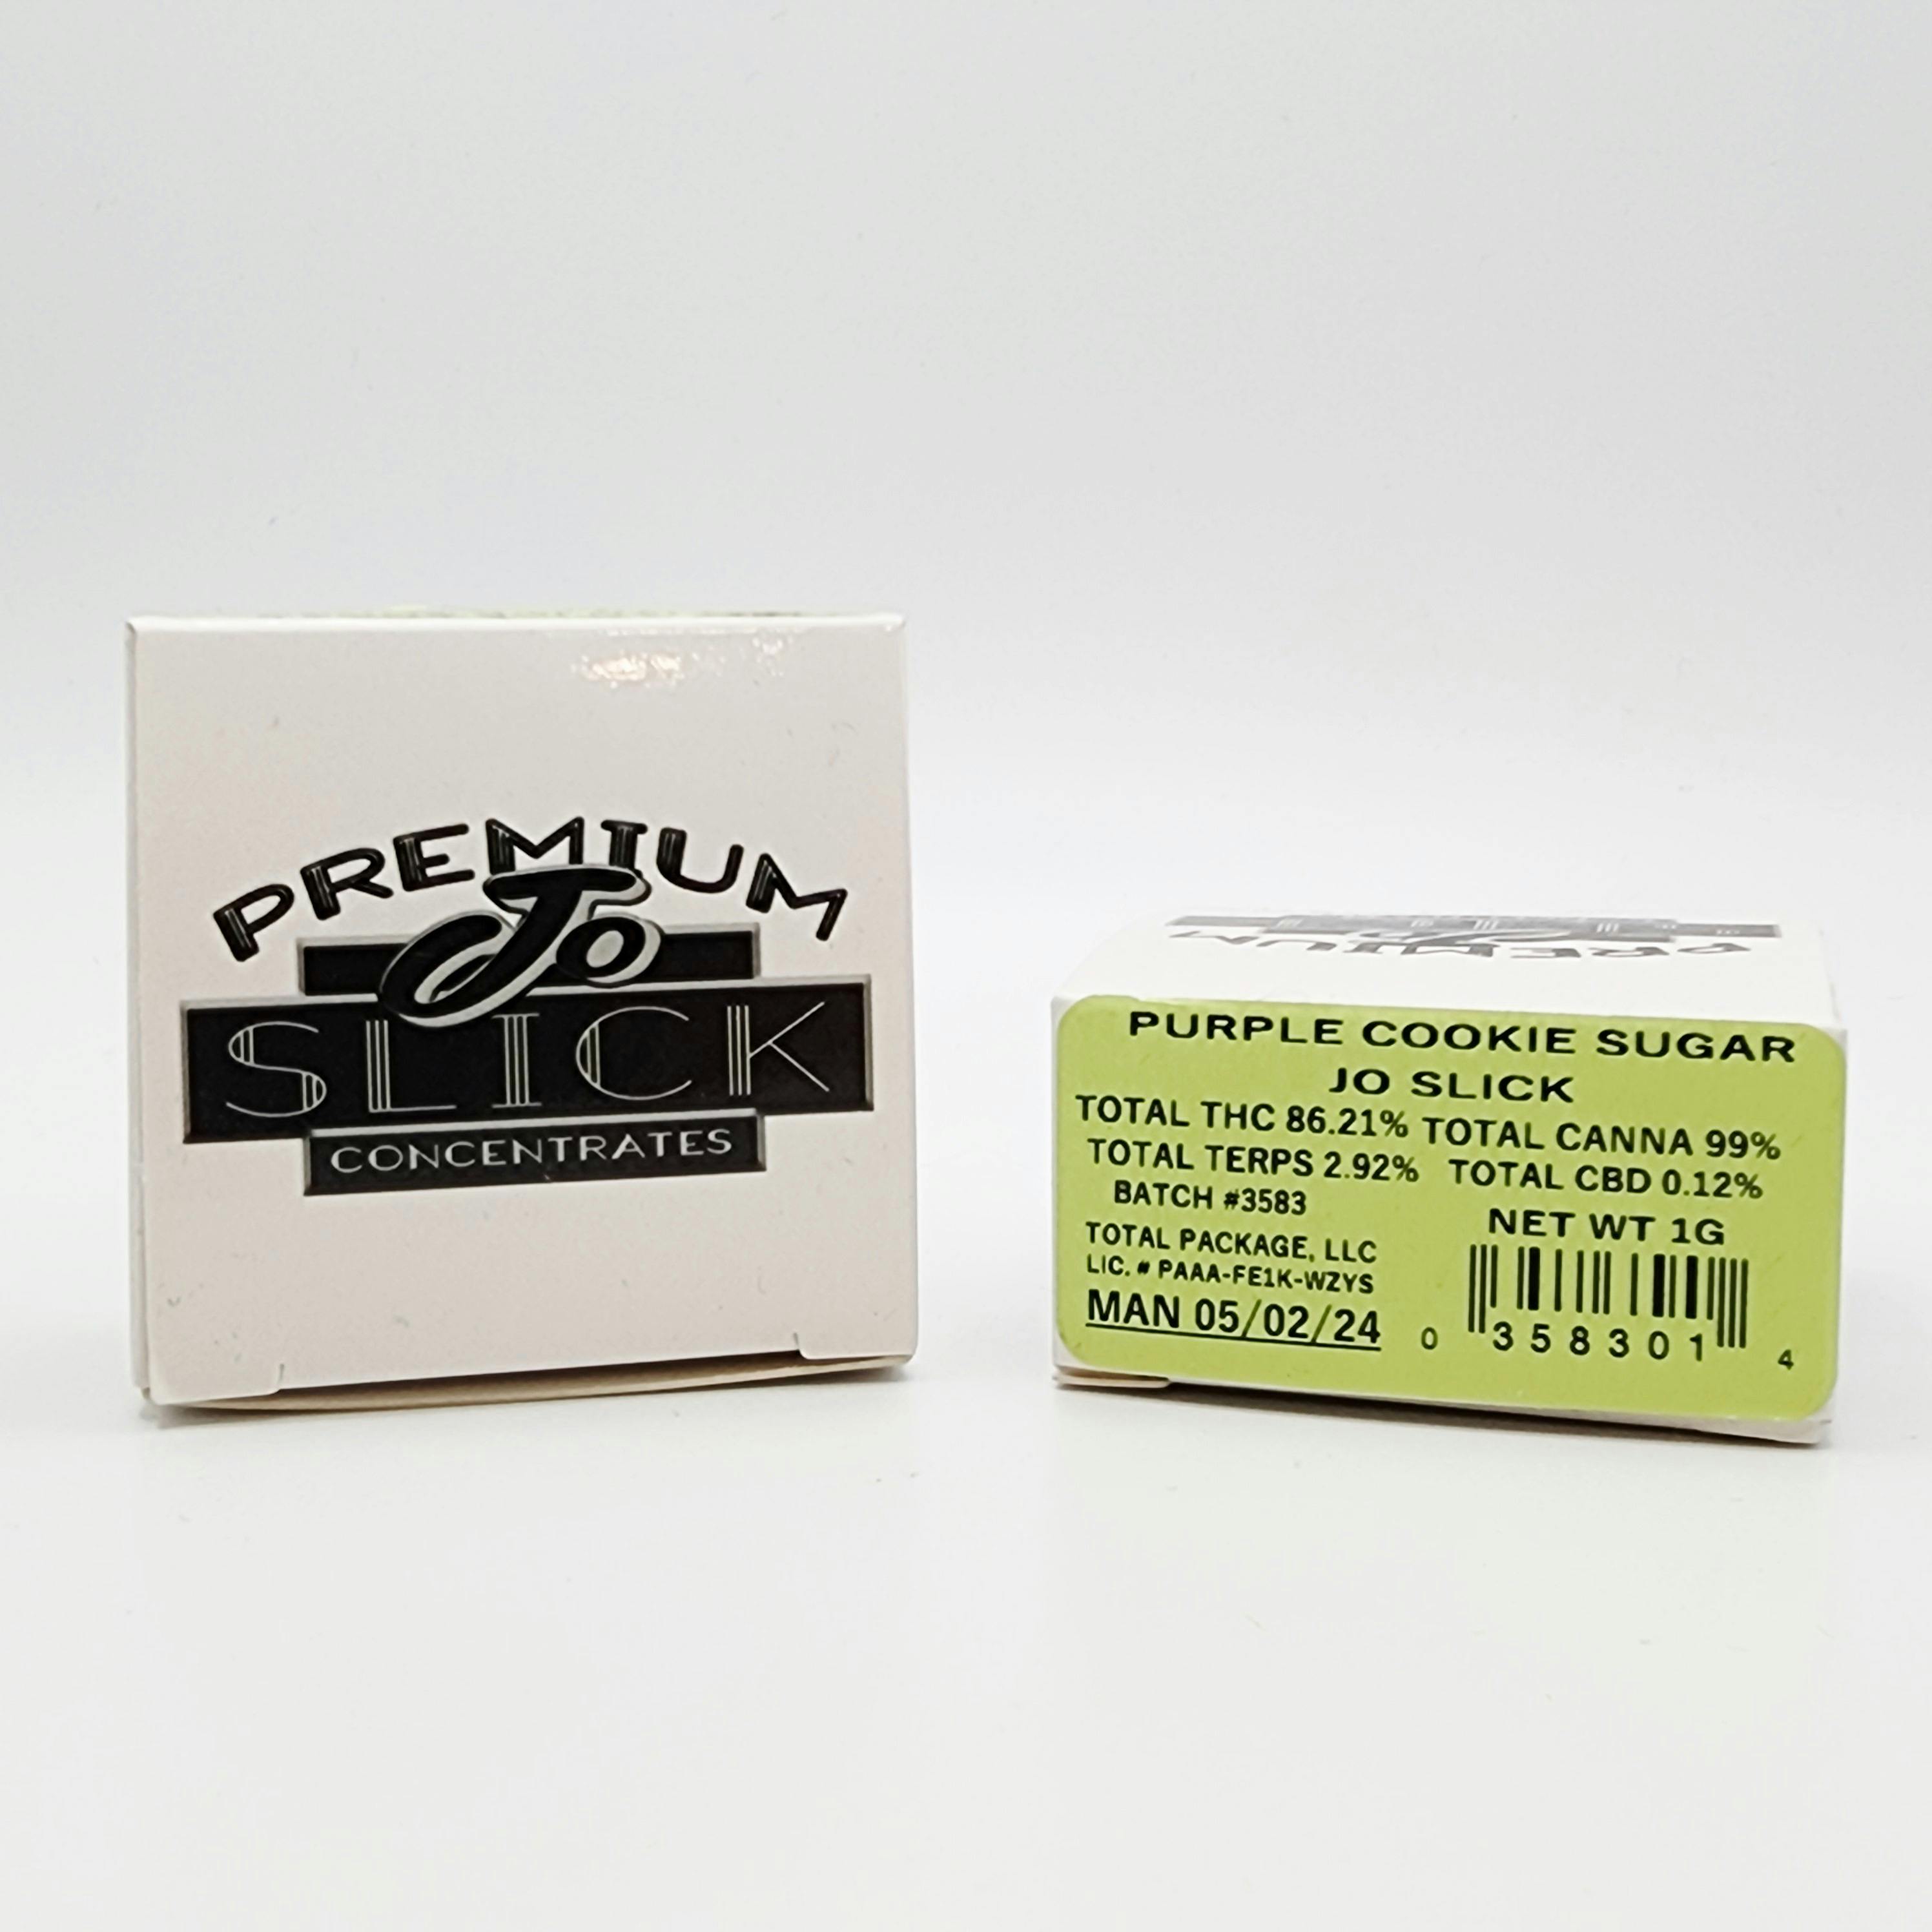 PREMIUM
Jo
SLICK
CONCENTRATES
PREMIUM
PURPLE COOKIE SUGAR
JO SLICK
TOTAL THC 86.21% TOTAL CANNA 99%
TOTAL TERPS 2.92% TOTAL CBD 0.12%
BATCH #3583
NET WT 1G
TOTAL PACKAGE, LLC
LIC. # PAAA-FE1K-WZYS
MAN 05/02/24
0 358301 4